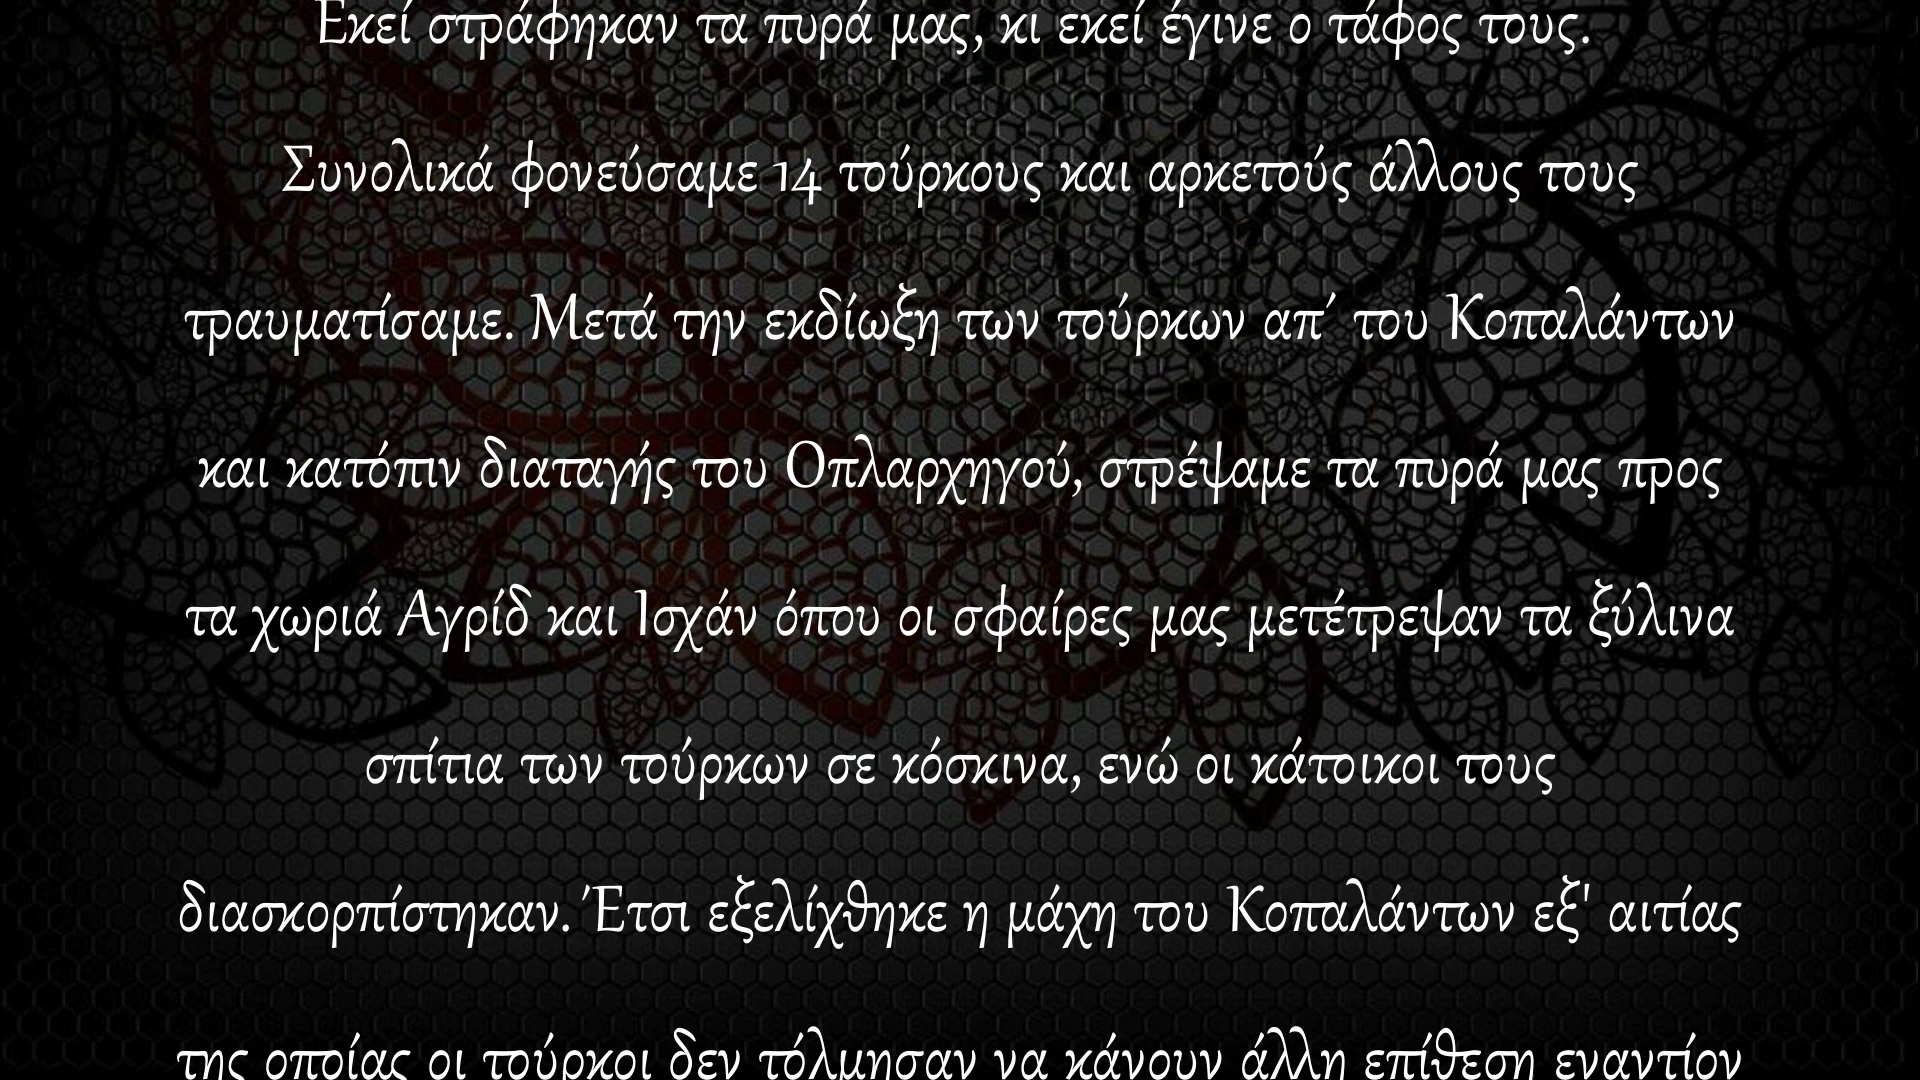 Εκεί στράφηκαν τα πυρά μας, κι εκεί έγινε ο τάφος τους.
Συνολικά φονεύσαμε 14 τούρκους και αρκετούς άλλους τους
τραυματίσαμε. Μετά την εκδίωξη των τούρκων απ΄ του Κοπαλάντων
και κατόπιν διαταγής του Οπλαρχηγού, στρέψαμε τα πυρά μας προς
τα χωριά Αγρίδ και Ισχάν όπου οι σφαίρες μας μετέτρεψαν τα ξύλινα
σπίτια των τούρκων σε κόσκινα, ενώ οι κάτοικοι τους
διασκορπίστηκαν. Έτσι εξελίχθηκε η μάχη του Κοπαλάντων εξ' αιτίας
της οποίας οι τούρκοι δεν τόλμησαν να κάνουν άλλη επίθεση εναντίον